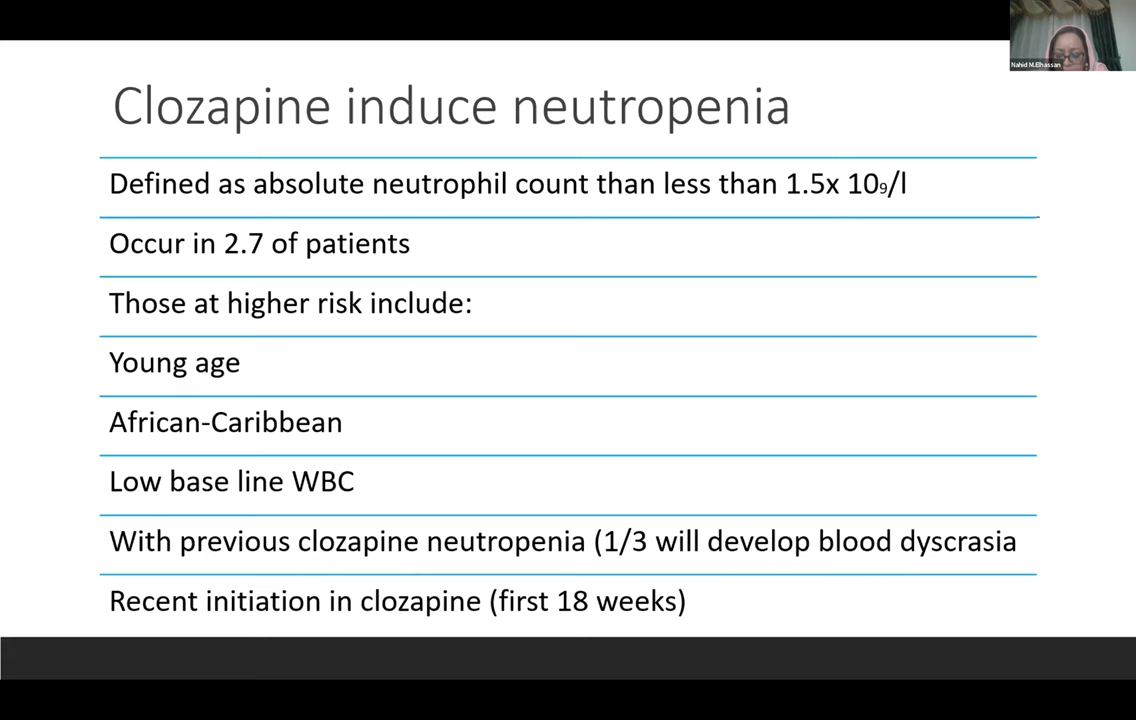 Nahid M.Elhassan
Clozapine induce neutropenia
Defined as absolute neutrophil count than less than 1.5x 10₉/l
Occur in 2.7 of patients
Those at higher risk include:
Young age
African-Caribbean
Low base line WBC
With previous clozapine neutropenia (1/3 will develop blood dyscrasia
Recent initiation in clozapine (first 18 weeks)